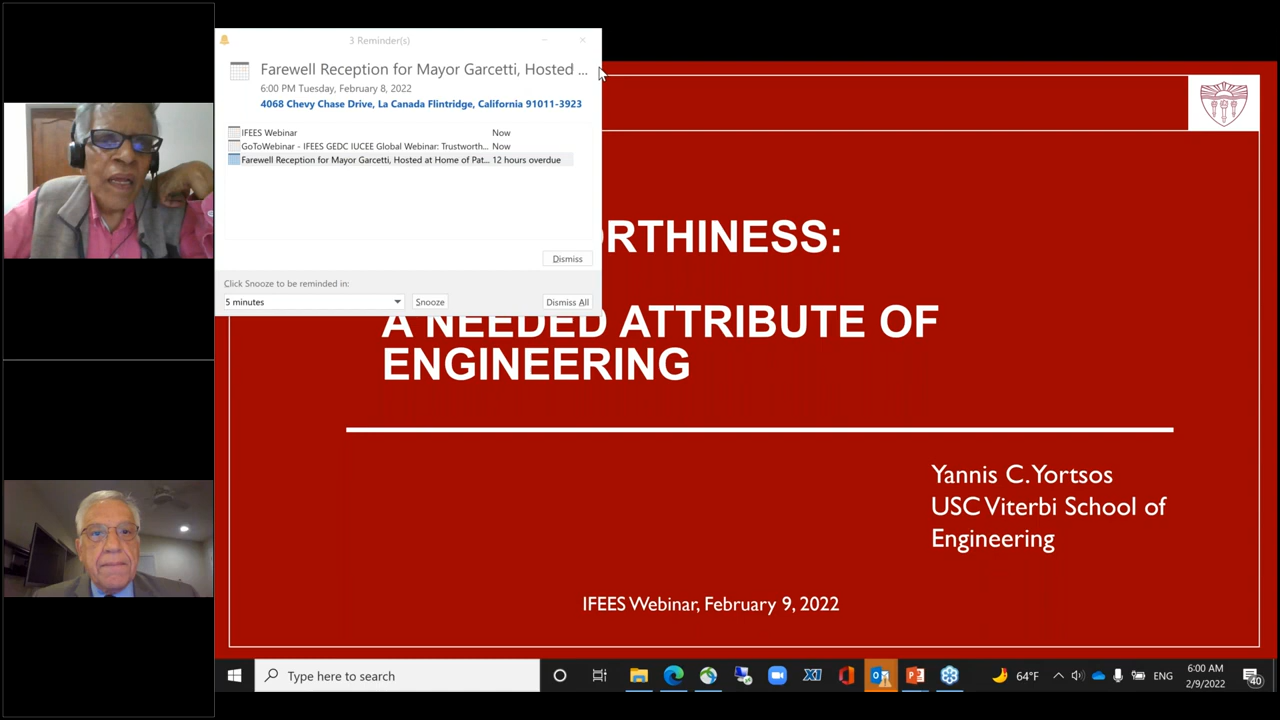 3 Reminder(s)
Farewell Reception for Mayor Garcetti, Hosted ...
6:00 PM Tuesday, February 8, 2022
4068 Chevy Chase Drive, La Canada Flintridge, California 91011-3923
IFEES Webinar Now
GoToWebinar - IFEES GEDC IUCEE Global Webinar: Trustworth... Now
Farewell Reception for Mayor Garcetti, Hosted at Home of Pat... 12 hours overdue
Dismiss
Click Snooze to be reminded in:
5 minutes Snooze Dismiss All
ORTHINESS:
A NEEDED ATTRIBUTE OF
ENGINEERING
Yannis C. Yortsos
USC Viterbi School of
Engineering
IFEES Webinar, February 9, 2022
Type here to search
64°F ENG 6:00 AM
2/9/2022
40